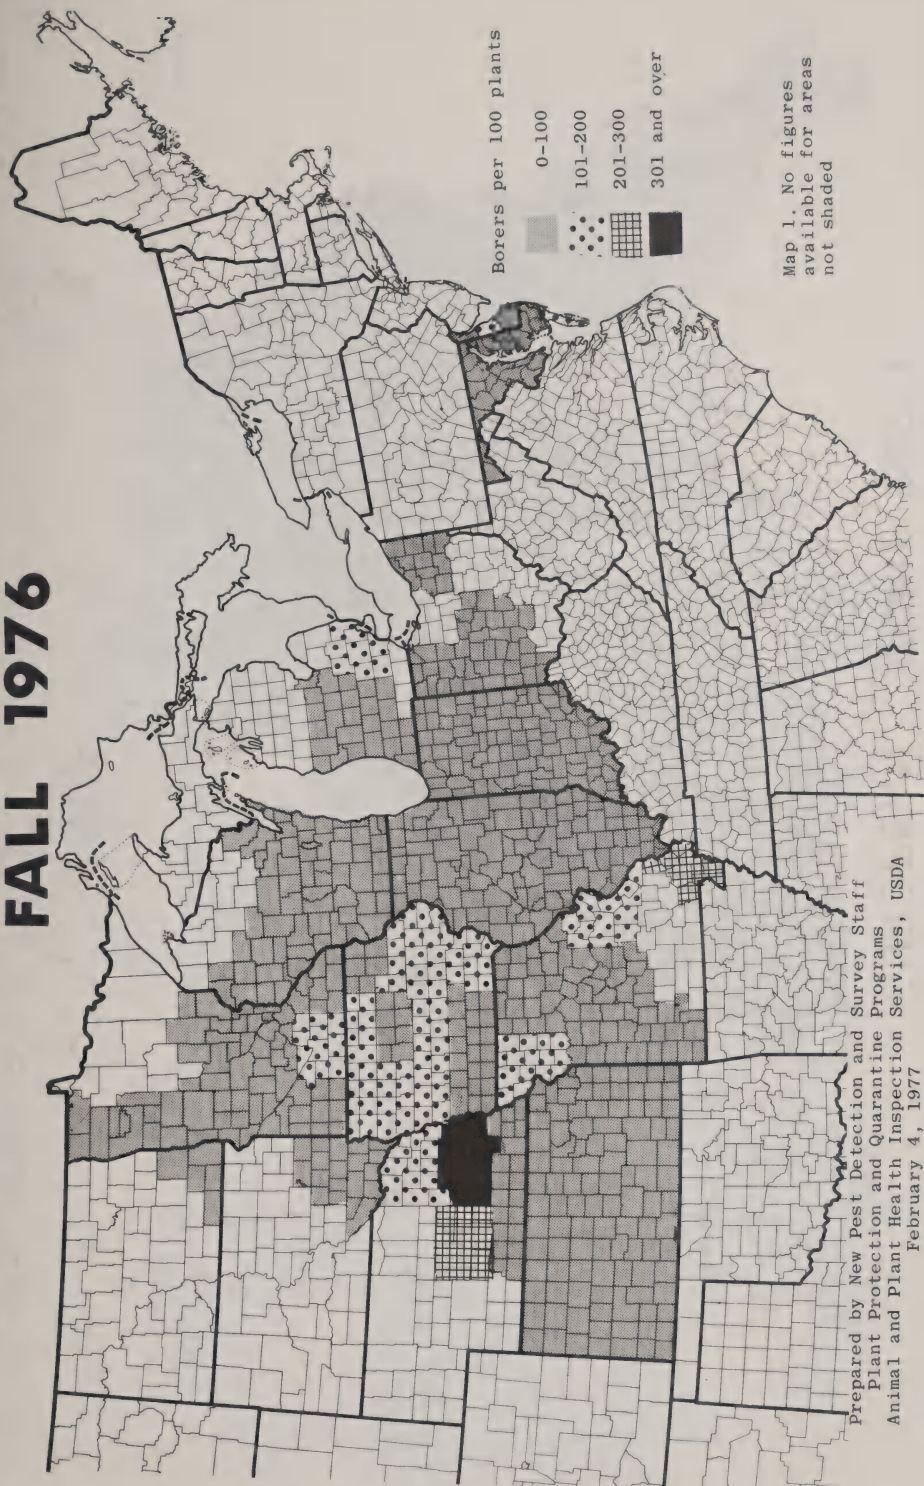 FALL 1976
Borers per 100 plants
0-100
101-200
201-300
301 and over
Map 1. No figures
available for areas
not shaded
Prepared by New Pest Detection and Survey Staff
Plant Protection and Quarantine Programs
Animal and Plant Health Inspection Services, USDA
February 4, 1977